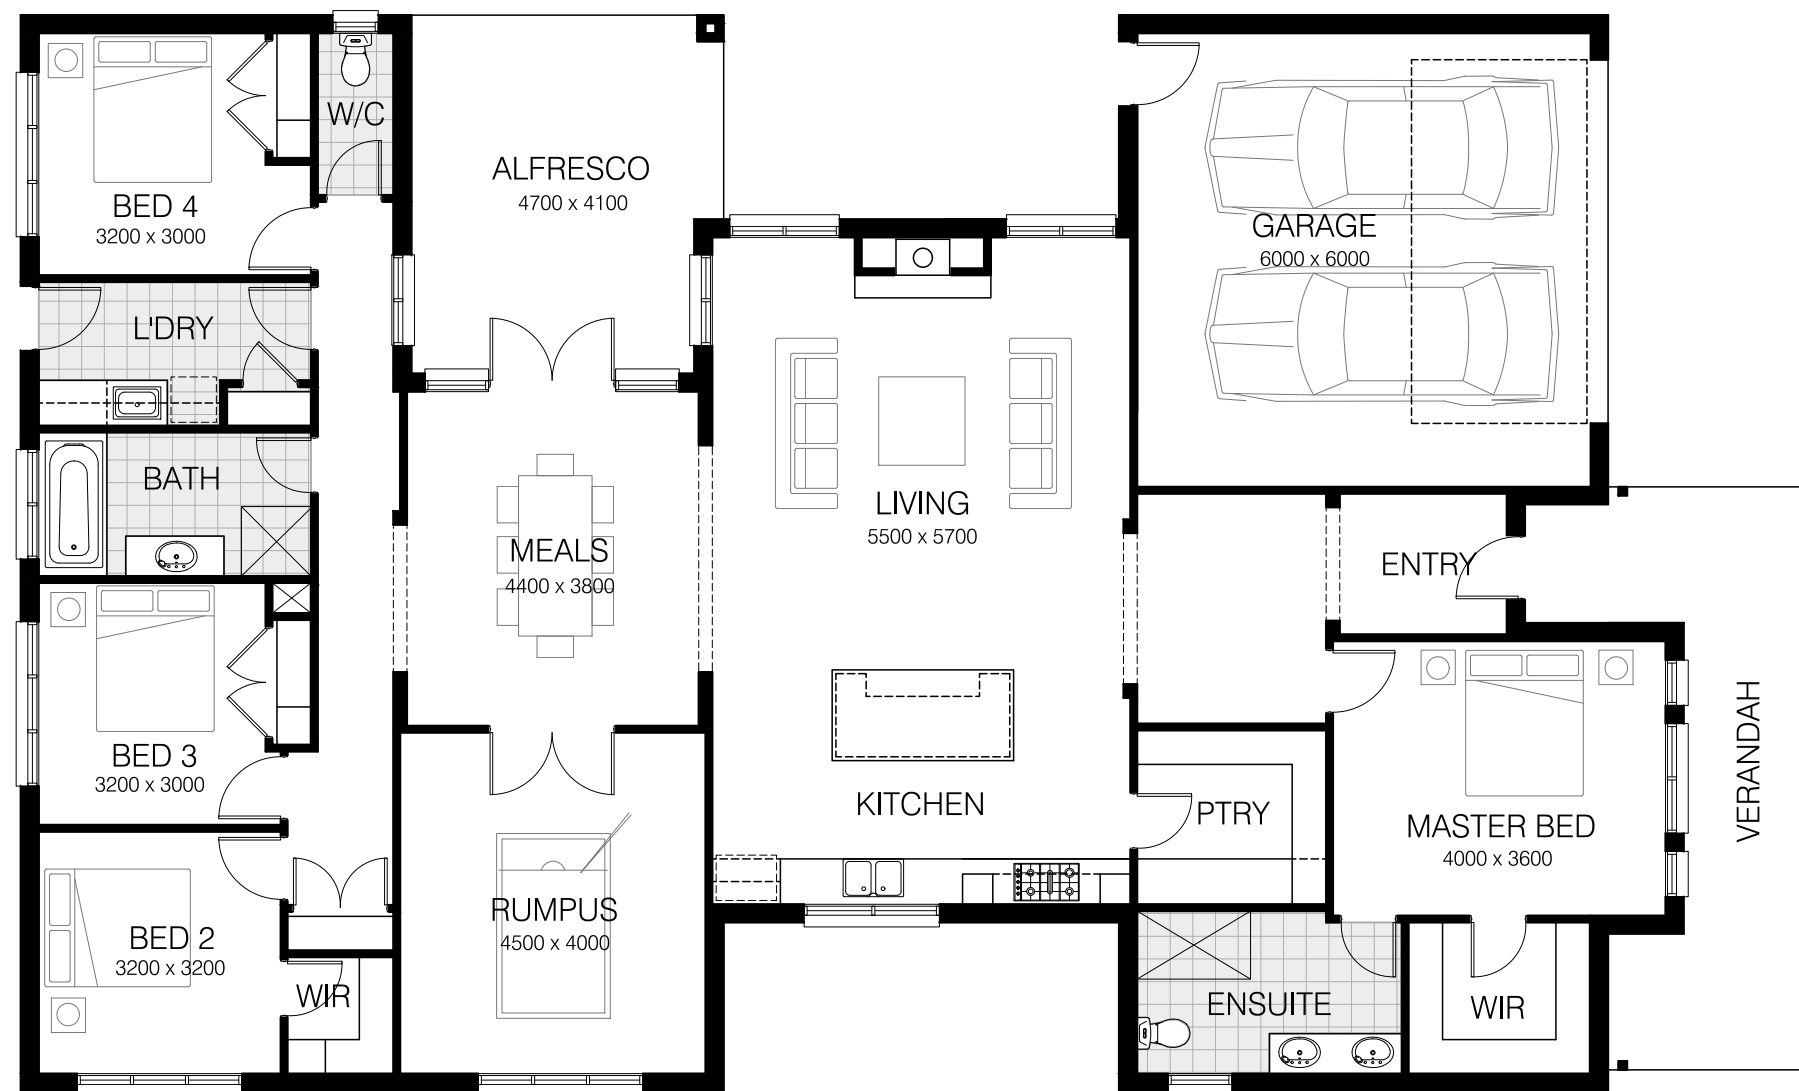 W/C
ALFRESCO
4700 x 4100
BED 4
3200 x 3000
GARAGE
6000 x 6000
L'DRY
BATH
LIVING
5500 x 5700
MEALS
4400 x 3800
ENTRY
BED 3
3200 x 3000
KITCHEN
PTRY
MASTER BED
4000 x 3600
VERANDAH
RUMPUS
4500 x 4000
BED 2
3200 x 3200
WIR
ENSUITE
WIR